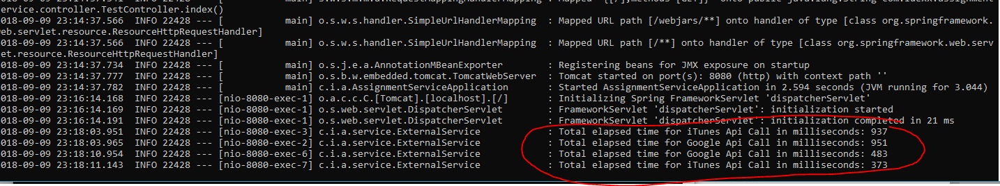 service.controller.TestController.index()
018-09-09 23:14:37.566  INFO 22428 --- [           main] o.s.w.s.handler.SimpleUrlHandlerMapping  : Mapped URL path [/webjars/**] onto handler of type [class org.springframework.
web.servlet.resource.ResourceHttpRequestHandler]
018-09-09 23:14:37.566  INFO 22428 --- [           main] o.s.w.s.handler.SimpleUrlHandlerMapping  : Mapped URL path [/**] onto handler of type [class org.springframework.web.serv
et.resource.ResourceHttpRequestHandler]
018-09-09 23:14:37.734  INFO 22428 --- [           main] o.s.j.e.a.AnnotationMBeanExporter        : Registering beans for JMX exposure on startup
018-09-09 23:14:37.777  INFO 22428 --- [           main] o.s.b.w.embedded.tomcat.TomcatWebServer  : Tomcat started on port(s): 8080 (http) with context path ''
018-09-09 23:14:37.782  INFO 22428 --- [           main] c.i.a.AssignmentServiceApplication       : Started AssignmentServiceApplication in 2.594 seconds (JVM running for 3.044)
018-09-09 23:16:14.168  INFO 22428 --- [nio-8080-exec-1] o.a.c.c.C.[Tomcat].[localhost].[/]       : Initializing Spring FrameworkServlet 'dispatcherServlet'
018-09-09 23:16:14.169  INFO 22428 --- [nio-8080-exec-1] o.s.web.servlet.DispatcherServlet        : FrameworkServlet 'dispatcherServlet': initialization started
018-09-09 23:16:14.191  INFO 22428 --- [nio-8080-exec-1] o.s.web.servlet.DispatcherServlet        : FrameworkServlet 'dispatcherServlet': initialization completed in 21 ms
018-09-09 23:18:03.951  INFO 22428 --- [nio-8080-exec-3] c.i.a.service.ExternalService            : Total elapsed time for iTunes Api Call in milliseconds: 937
018-09-09 23:18:03.965  INFO 22428 --- [nio-8080-exec-2] c.i.a.service.ExternalService            : Total elapsed time for Google Api Call in milliseconds: 951
018-09-09 23:18:10.954  INFO 22428 --- [nio-8080-exec-6] c.i.a.service.ExternalService            : Total elapsed time for Google Api Call in milliseconds: 483
018-09-09 23:18:11.143  INFO 22428 --- [nio-8080-exec-7] c.i.a.service.ExternalService            : Total elapsed time for iTunes Api Call in milliseconds: 373